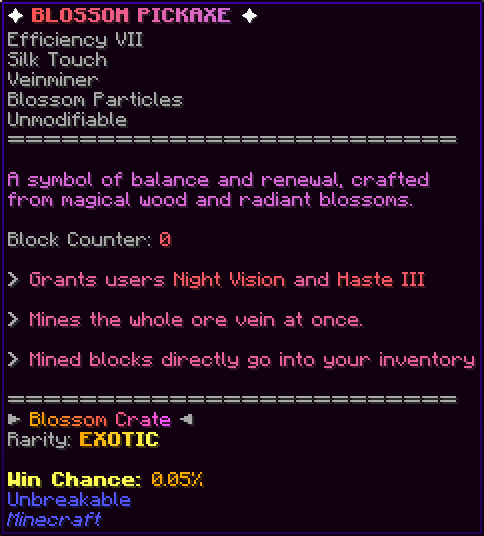 ✦ BLOSSOM PICKAXE ✦
Efficiency VII
Silk Touch
Veinminer
Blossom Particles
Unmodifiable
===========================
A symbol of balance and renewal, crafted
from magical wood and radiant blossoms.
Block Counter: 0
> Grants users Night Vision and Haste III
> Mines the whole ore vein at once.
> Mined blocks directly go into your inventory
===========================
► Blossom Crate ◄
Rarity: EXOTIC
Win Chance: 0.05%
Unbreakable
Minecraft